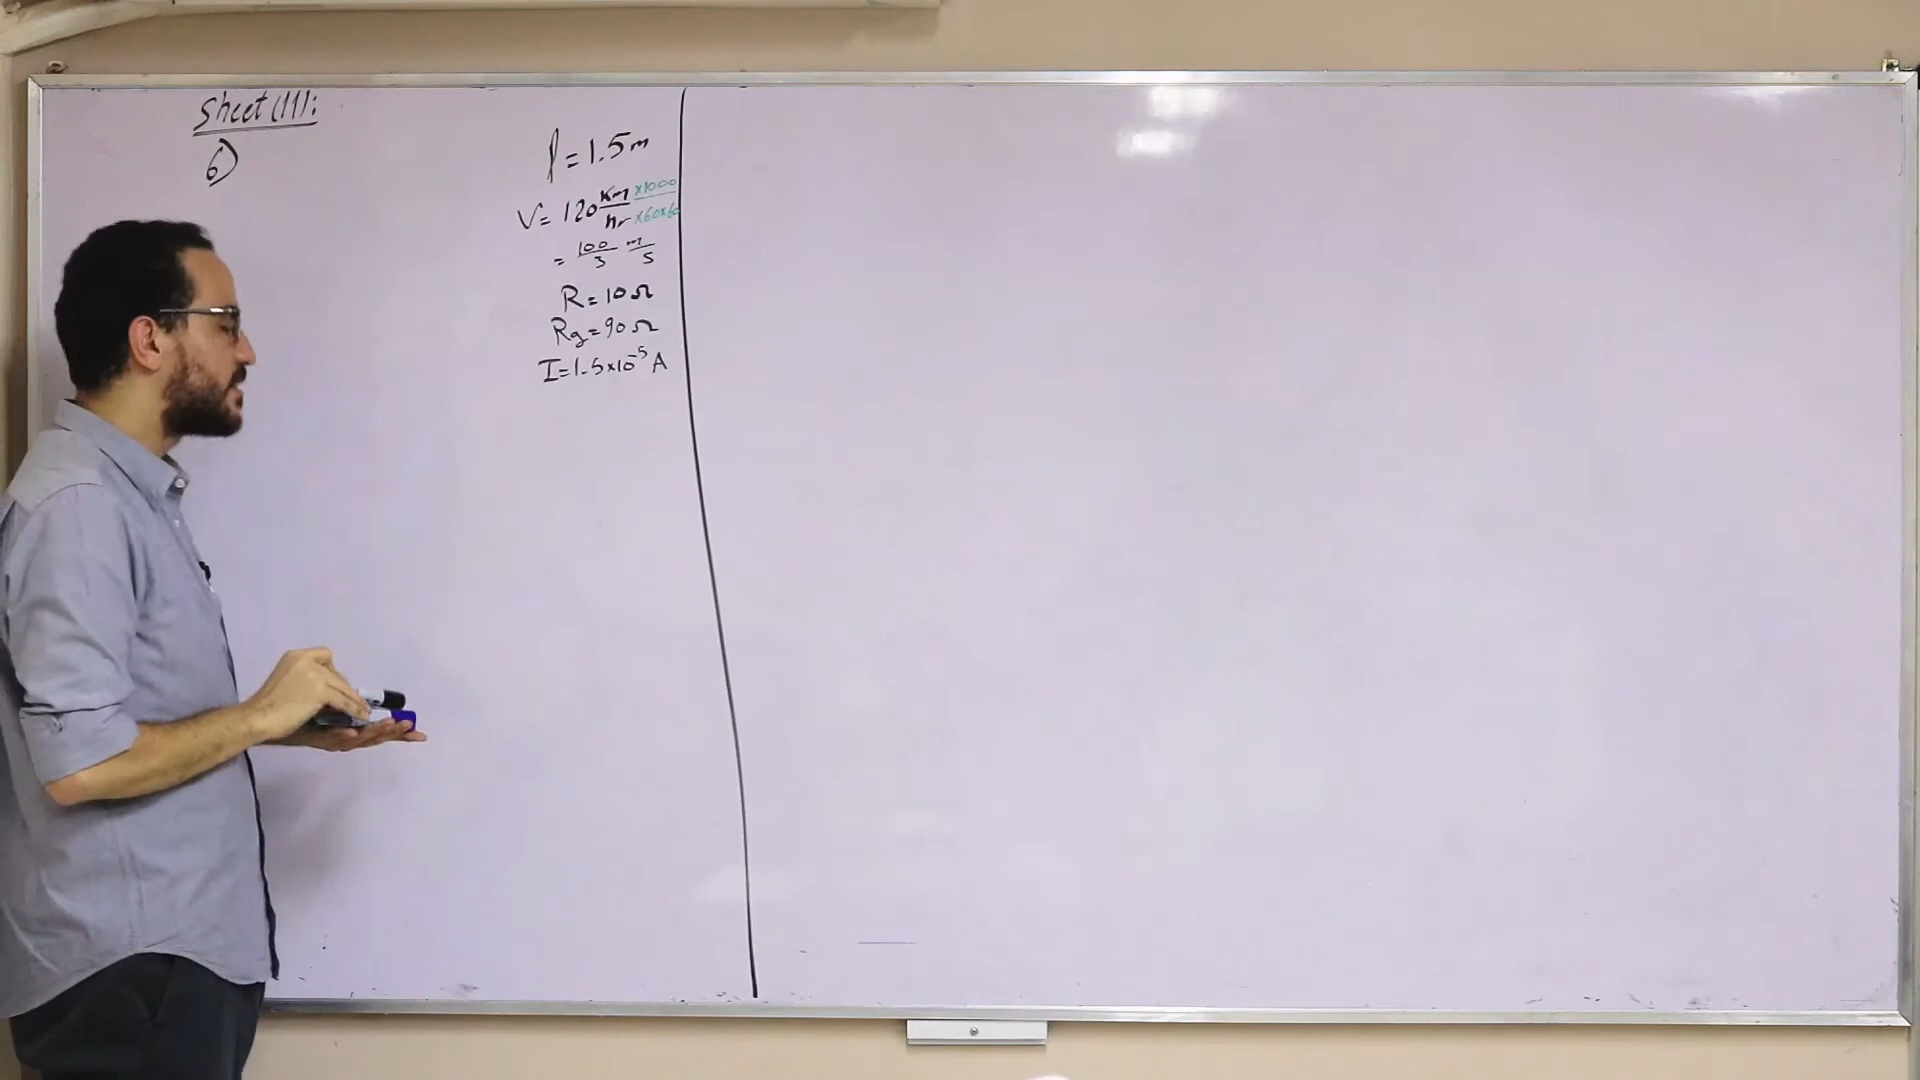 Sheet (11):
6)
l = 1.5 m
V = 120 Km/hr ×1000/×60×60
= 100/3 m/s
R = 10 Ω
Rg = 90 Ω
I = 1.5×10⁻⁵ A